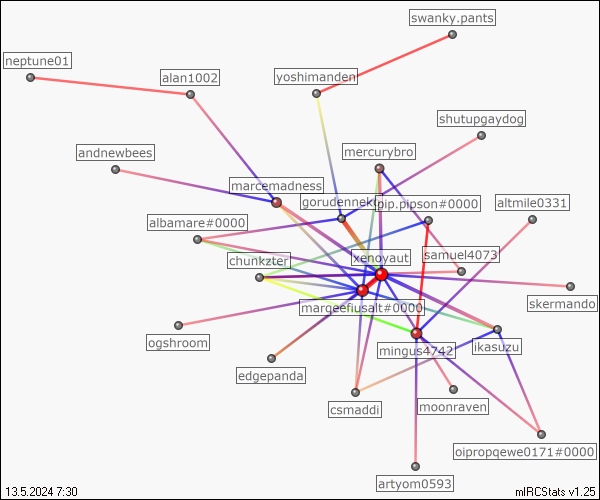 swanky.pants
neptune01
alan1002
yoshimanden
shutupgaydog
mercurybro
andnewbees
marcemadness
gorudennektu
pip.pipson#0000
altmile0331
albamare#0000
xenoyaut
samuel4073
chunkzter
skermando
marqeefiusalt#0000
ogshroom
mingus4742
ikasuzu
edgepanda
csmaddi
moonraven
oipropqewe0171#0000
artyom0593
13.5.2024 7:30
mIRCStats v1.25